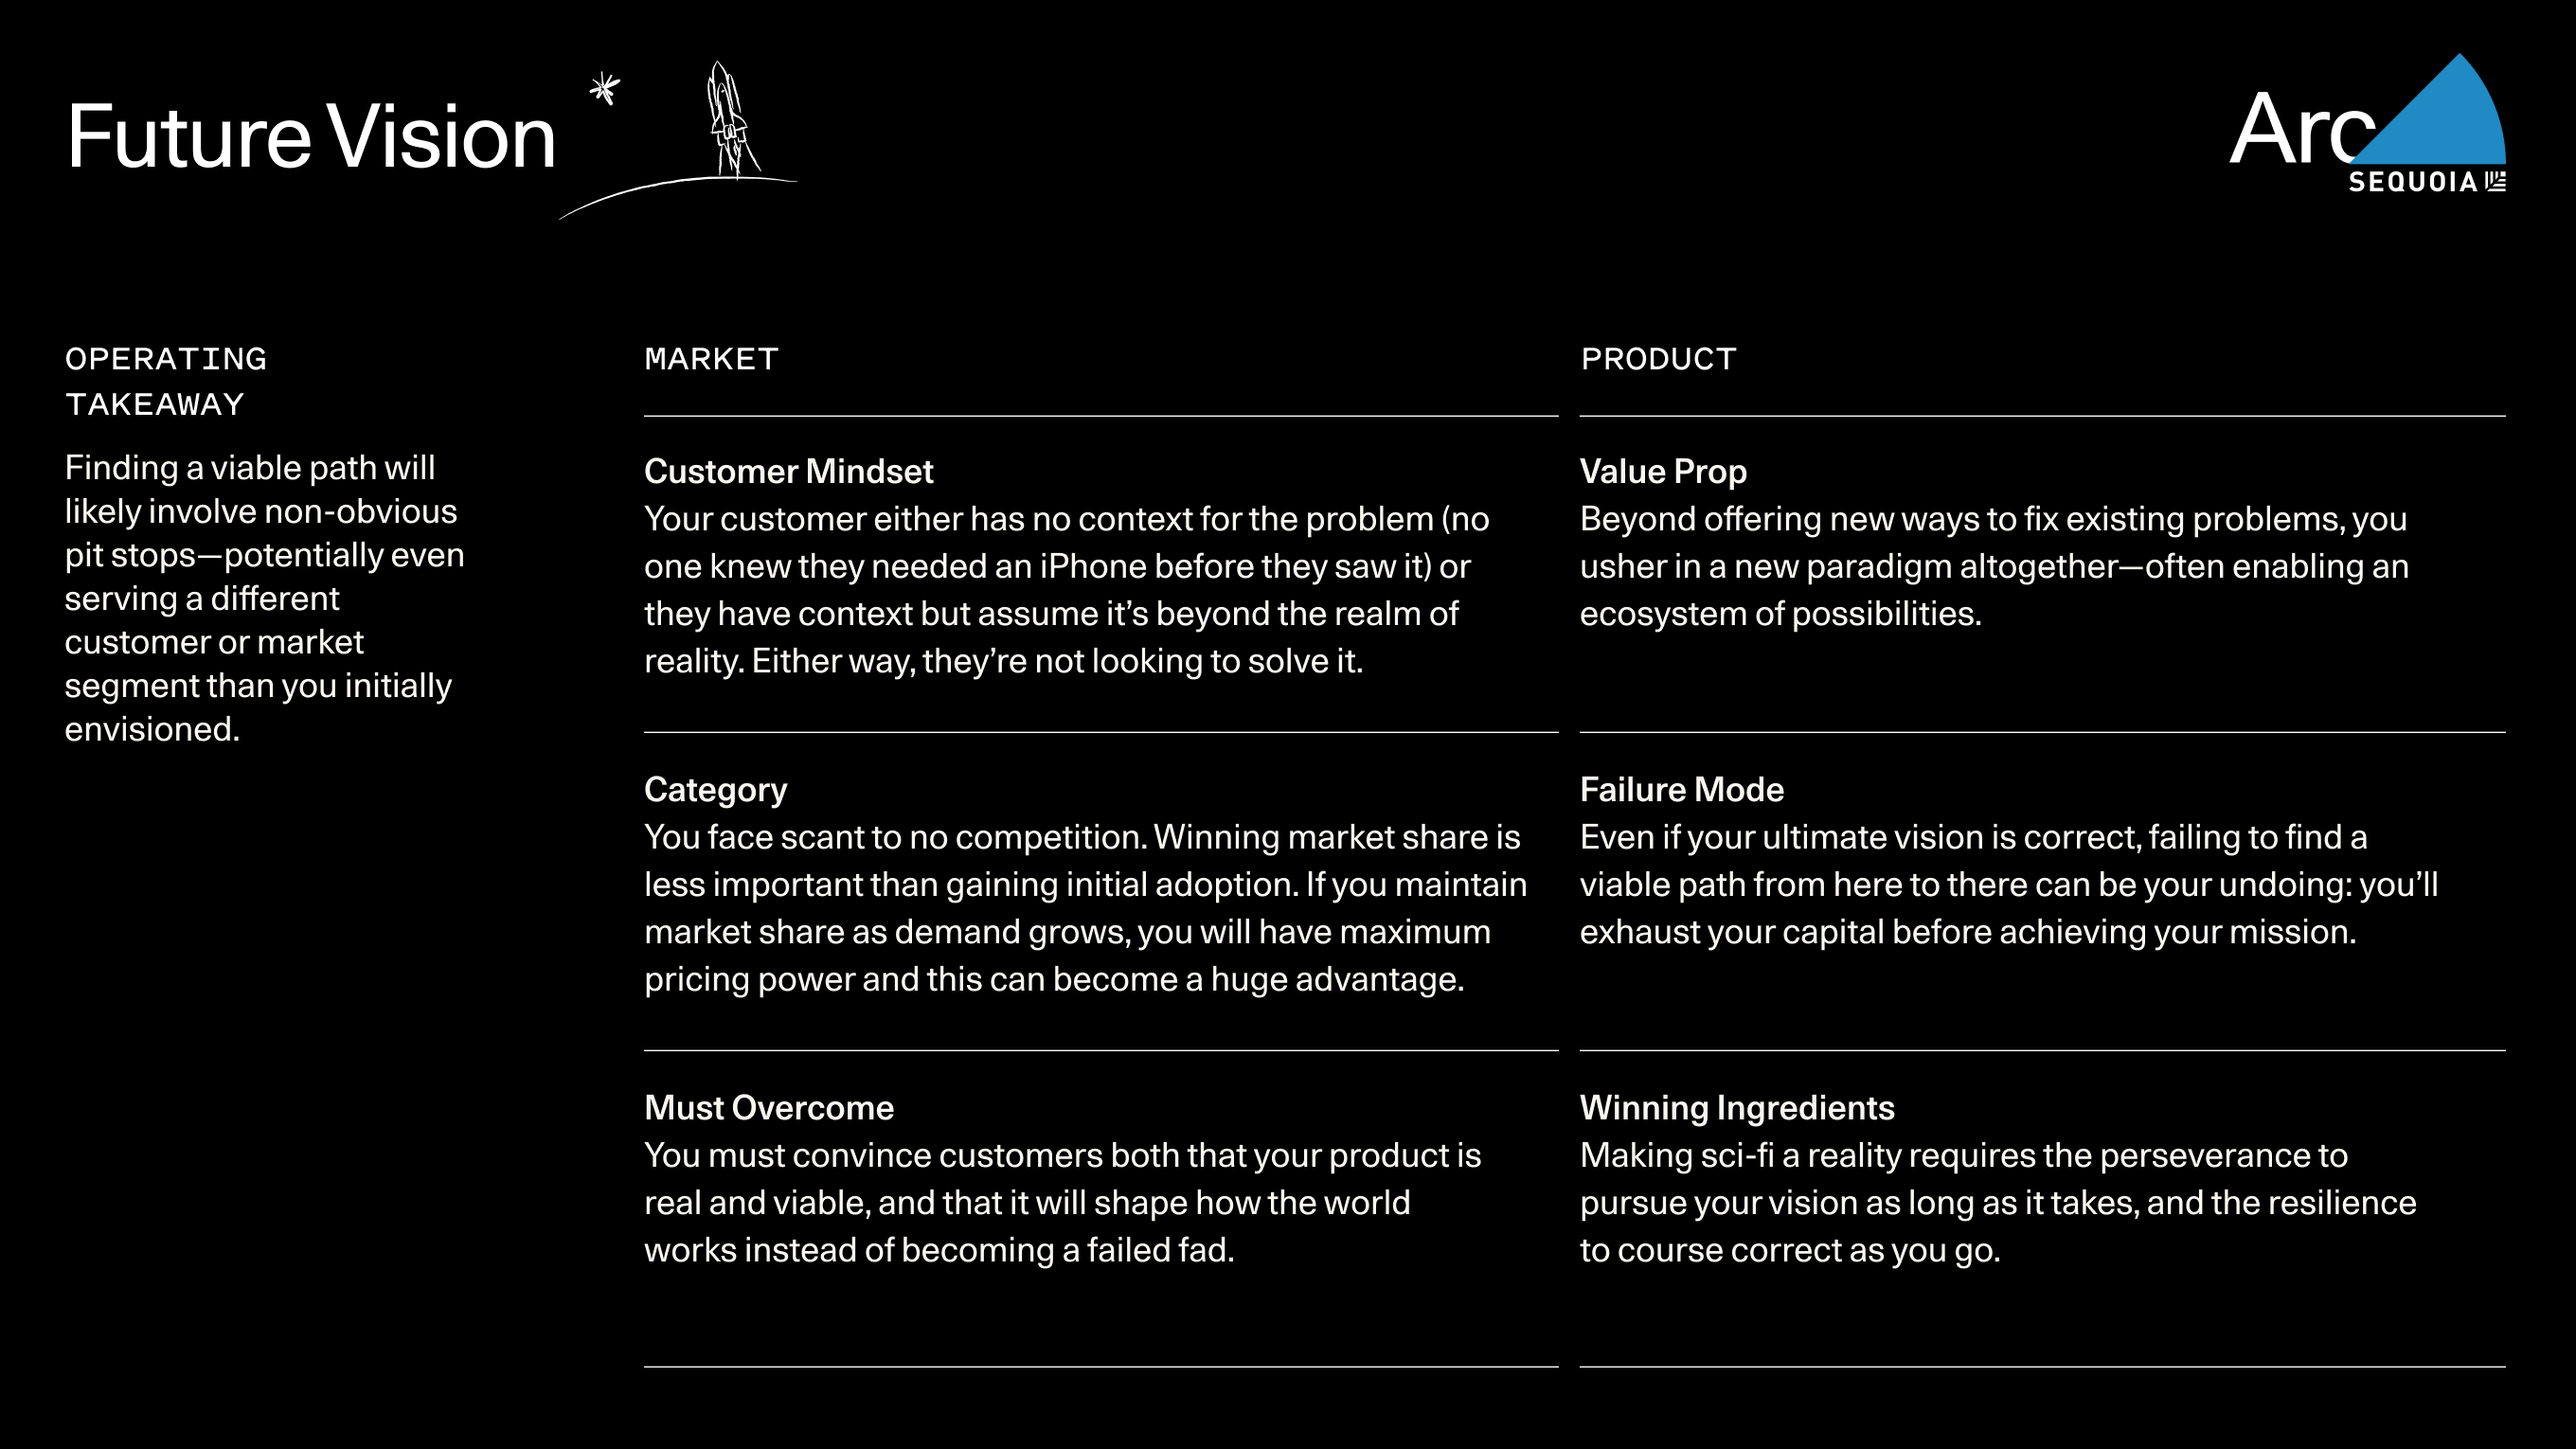 Future Vision
Arc
SEQUOIA
OPERATING
TAKEAWAY
Finding a viable path will
likely involve non-obvious
pit stops—potentially even
serving a different
customer or market
segment than you initially
envisioned.
MARKET
Customer Mindset
Your customer either has no context for the problem (no
one knew they needed an iPhone before they saw it) or
they have context but assume it’s beyond the realm of
reality. Either way, they’re not looking to solve it.
Category
You face scant to no competition. Winning market share is
less important than gaining initial adoption. If you maintain
market share as demand grows, you will have maximum
pricing power and this can become a huge advantage.
Must Overcome
You must convince customers both that your product is
real and viable, and that it will shape how the world
works instead of becoming a failed fad.
PRODUCT
Value Prop
Beyond offering new ways to fix existing problems, you
usher in a new paradigm altogether—often enabling an
ecosystem of possibilities.
Failure Mode
Even if your ultimate vision is correct, failing to find a
viable path from here to there can be your undoing: you’ll
exhaust your capital before achieving your mission.
Winning Ingredients
Making sci-fi a reality requires the perseverance to
pursue your vision as long as it takes, and the resilience
to course correct as you go.